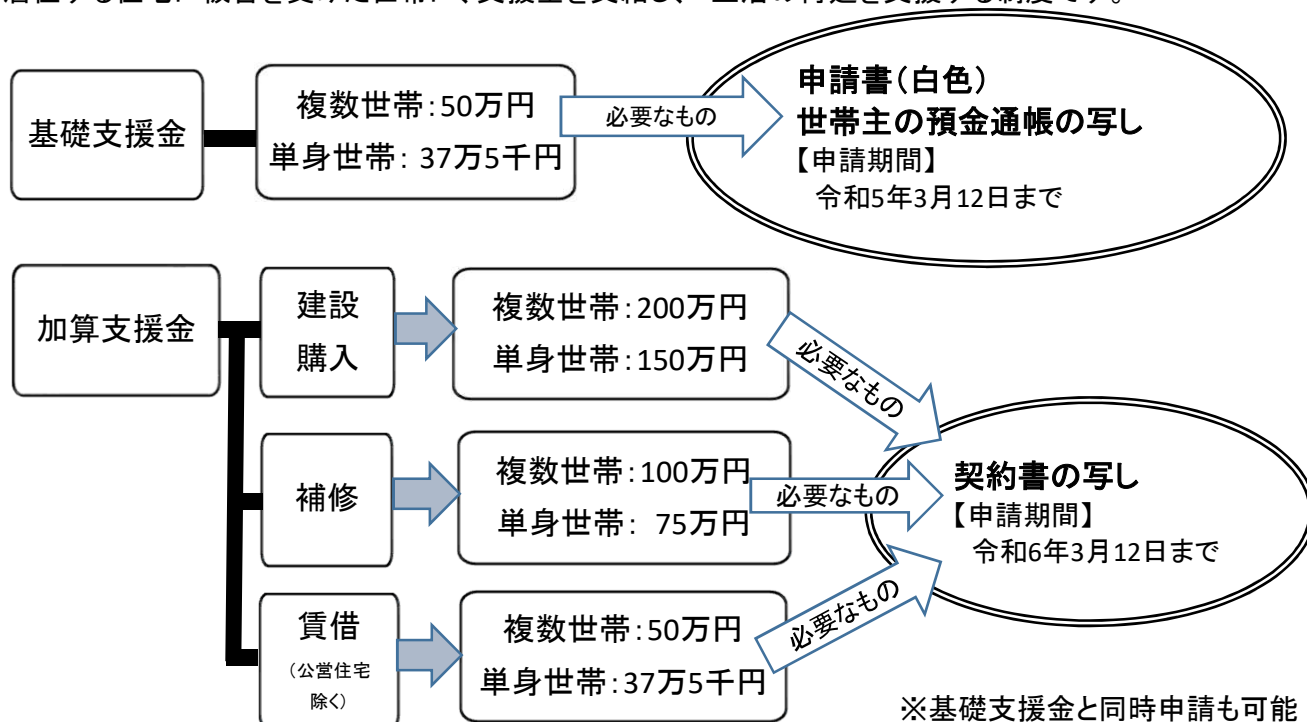 基礎支援金
複数世帯：50万円
単身世帯： 37万5千円
必要なもの
申請書（白色）
世帯主の預金通帳の写し
【申請期間】
令和5年3月12日まで
加算支援金
建設
購入
複数世帯：200万円
単身世帯：150万円
必要なもの
補修
複数世帯：100万円
単身世帯： 75万円
必要なもの
契約書の写し
【申請期間】
令和6年3月12日まで
賃借
（公営住宅
除く）
複数世帯：50万円
単身世帯：37万5千円
必要なもの
※基礎支援金と同時申請も可能